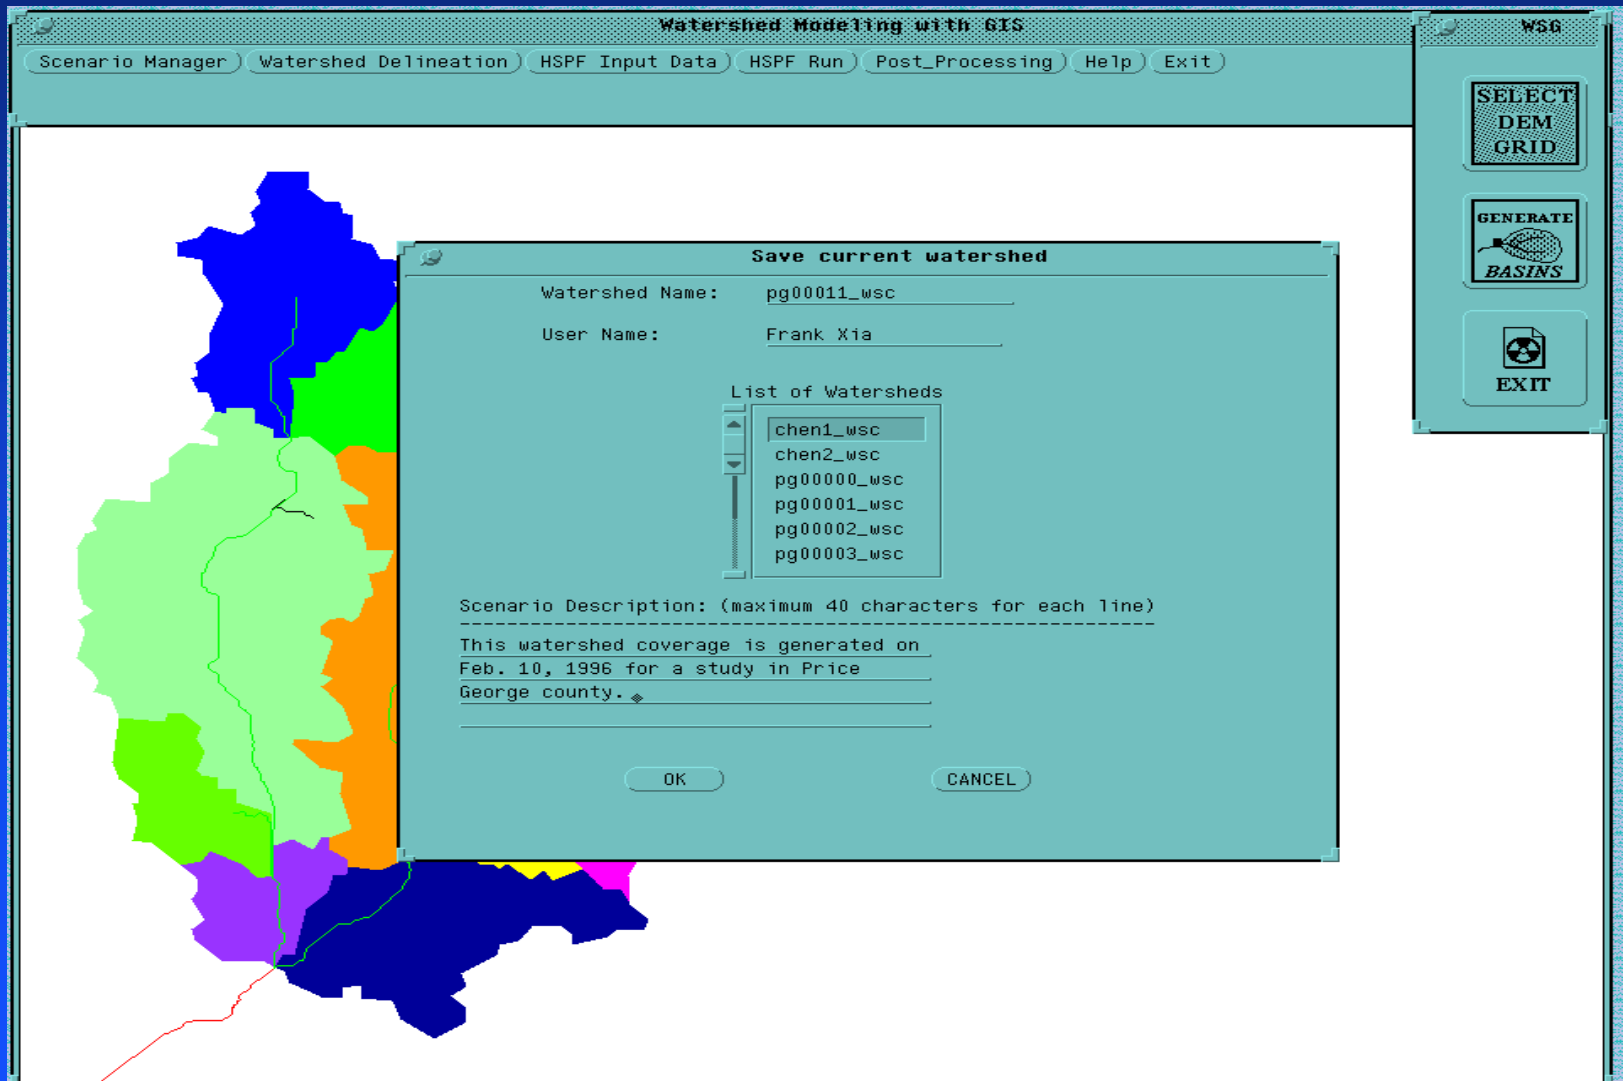 Watershed Modeling with GIS
Scenario Manager Watershed Delineation HSPF Input Data HSPF Run Post_Processing Help Exit
WSG
SELECT
DEM
GRID
GENERATE
BASINS
EXIT
Save current watershed
Watershed Name: pg00011_wsc
User Name: Frank Xia
List of Watersheds
chen1_wsc
chen2_wsc
pg00000_wsc
pg00001_wsc
pg00002_wsc
pg00003_wsc
Scenario Description: (maximum 40 characters for each line)
-----------------------------------------------------------
This watershed coverage is generated on
Feb. 10, 1996 for a study in Price
George county.
OK CANCEL